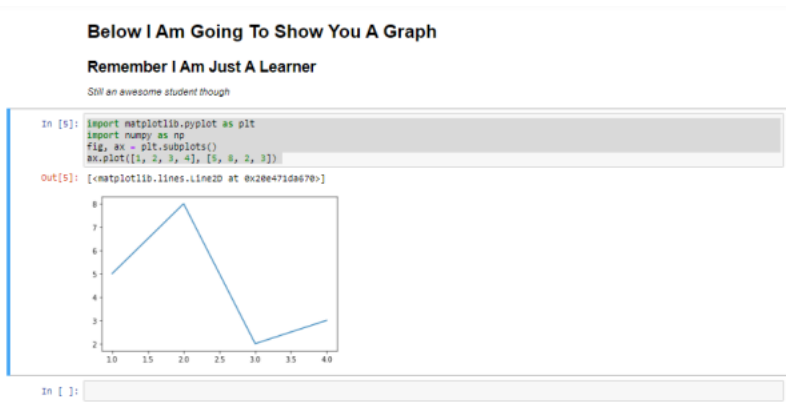 Below I Am Going To Show You A Graph
Remember I Am Just A Learner
Still an awesome student though
In [5]: import matplotlib.pyplot as plt
import numpy as np
fig, ax = plt.subplots()
ax.plot([1, 2, 3, 4], [5, 8, 2, 3])
Out[5]: [<matplotlib.lines.Line2D at 0x20e471da670>]
8
7
6
5
4
3
2
1.0 1.5 2.0 2.5 3.0 3.5 4.0
In [ ]: